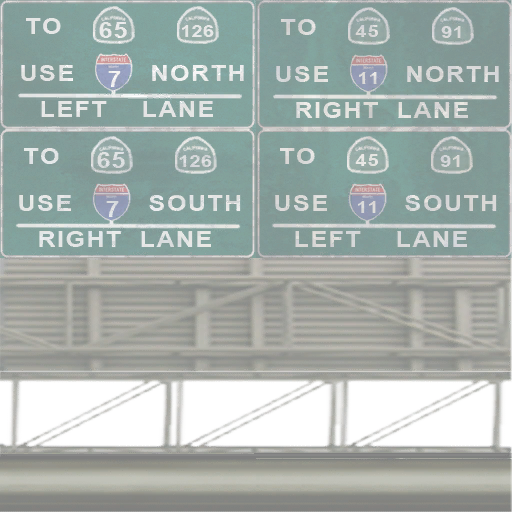 TO 65 126
USE 7 NORTH
LEFT LANE
TO 45 91
USE 11 NORTH
RIGHT LANE
TO 65 126
USE 7 SOUTH
RIGHT LANE
TO 45 91
USE 11 SOUTH
LEFT LANE